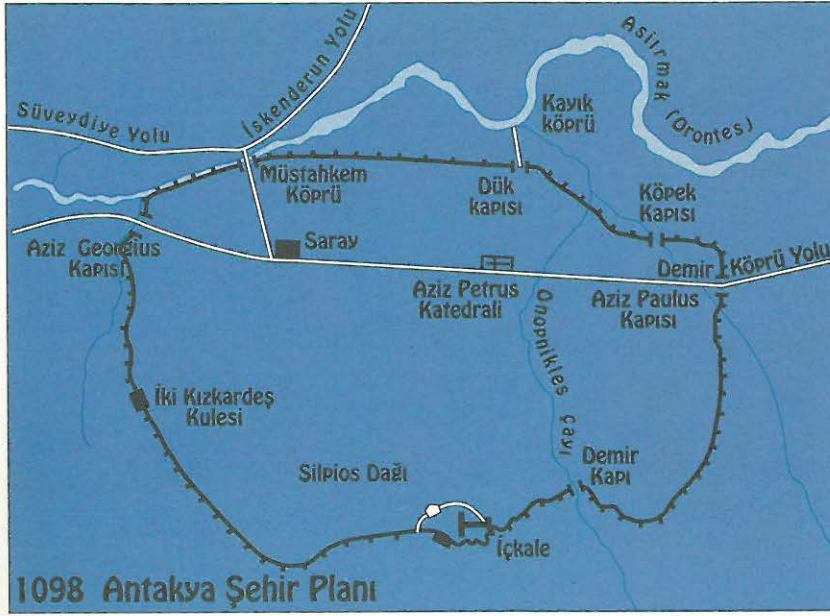 İskenderun Yolu
Asiırmak (Orontes)
Süveydiye Yolu
Kayık
köprü
Müstahkem
Köprü
Dük
kapısı
Köpek
Kapısı
Aziz Georgius
Kapısı
Saray
Demir Köprü Yolu
Aziz Petrus
Katedrali
Aziz Paulus
Kapısı
Onopnikles çayı
İki Kızkardeş
Kulesi
Silpios Dağı
Demir
Kapı
İçkale
1098 Antakya Şehir Planı